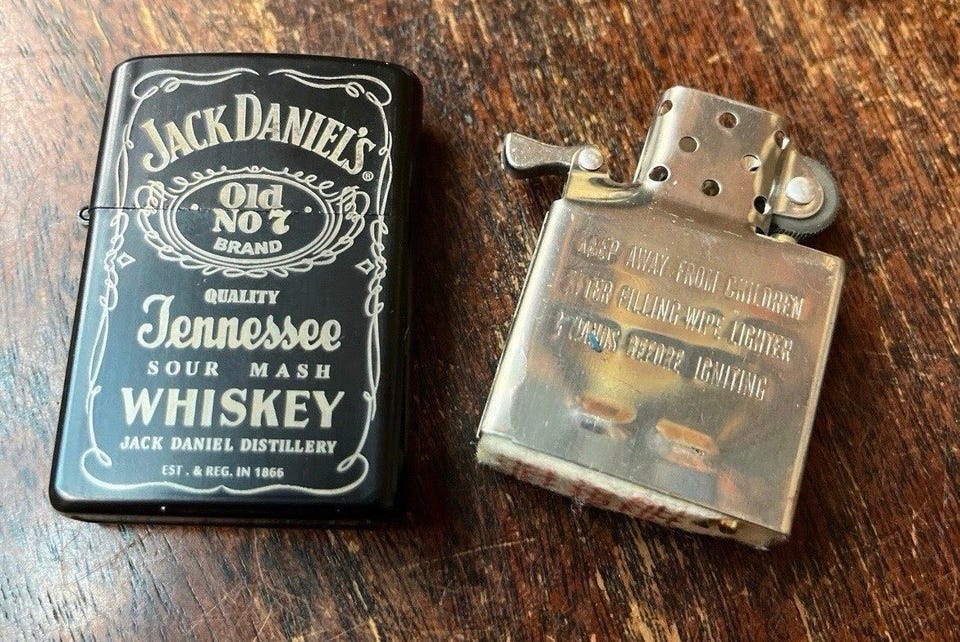 JACK DANIEL'S
®
Old
NO 7
BRAND
QUALITY
Tennessee
SOUR MASH
WHISKEY
JACK DANIEL DISTILLERY
EST. & REG. IN 1866
KEEP AWAY FROM CHILDREN
AFTER FILLING-WIPE LIGHTER
& HANDS BEFORE IGNITING